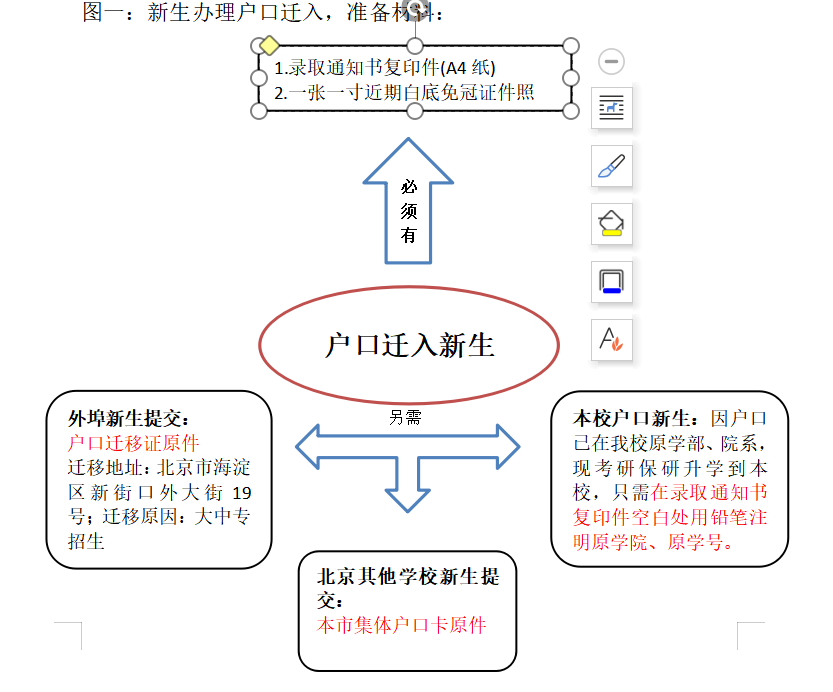 图一：新生办理户口迁入，准备材料：
1.录取通知书复印件(A4 纸)
2.一张一寸近期白底免冠证件照
必
须
有
户口迁入新生
另需
外埠新生提交：
户口迁移证原件
迁移地址：北京市海淀
区新街口外大街 19
号；迁移原因：大中专
招生
本校户口新生：因户口
已在我校原学部、院系，
现考研保研升学到本
校，只需在录取通知书
复印件空白处用铅笔注
明原学院、原学号。
北京其他学校新生提
交：
本市集体户口卡原件